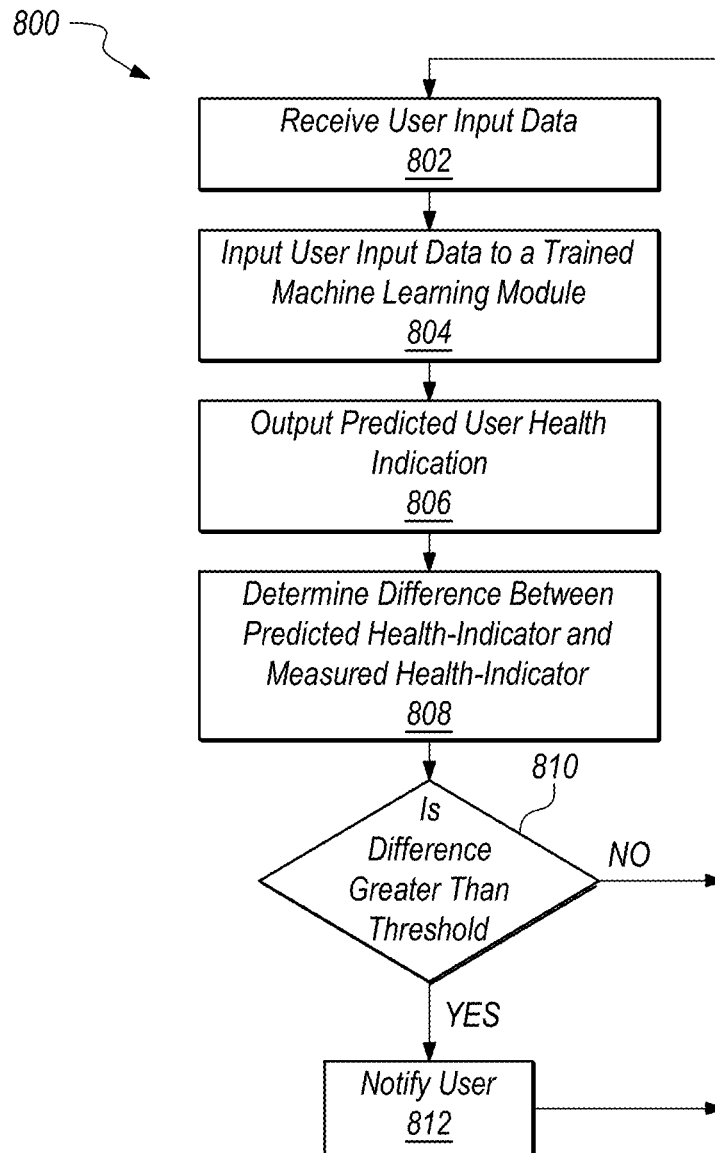 800
Receive User Input Data
802
Input User Input Data to a Trained
Machine Learning Module
804
Output Predicted User Health
Indication
806
Determine Difference Between
Predicted Health-Indicator and
Measured Health-Indicator
808
810
Is
Difference
Greater Than
Threshold
NO
YES
Notify User
812